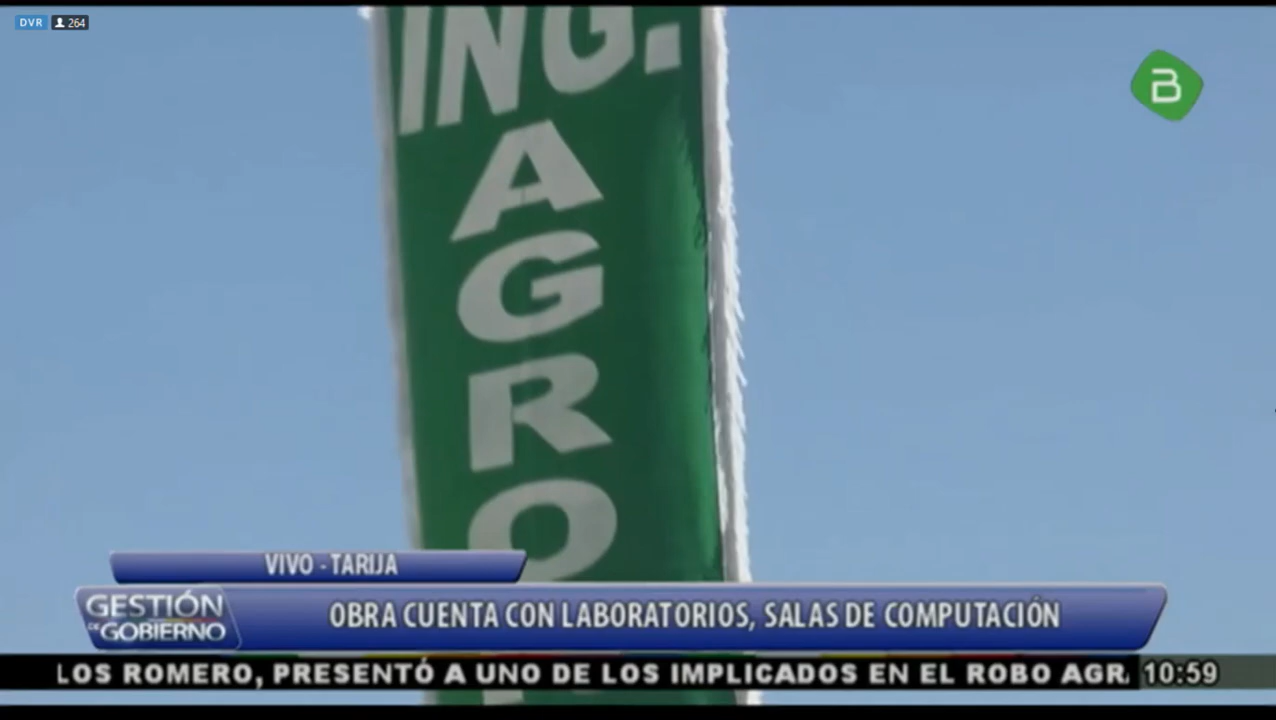 DVR 264
ING.
AGRO
B
VIVO - TARIJA
GESTIÓN
DE GOBIERNO
OBRA CUENTA CON LABORATORIOS, SALAS DE COMPUTACIÓN
LOS ROMERO, PRESENTÓ A UNO DE LOS IMPLICADOS EN EL ROBO AGR
10:59